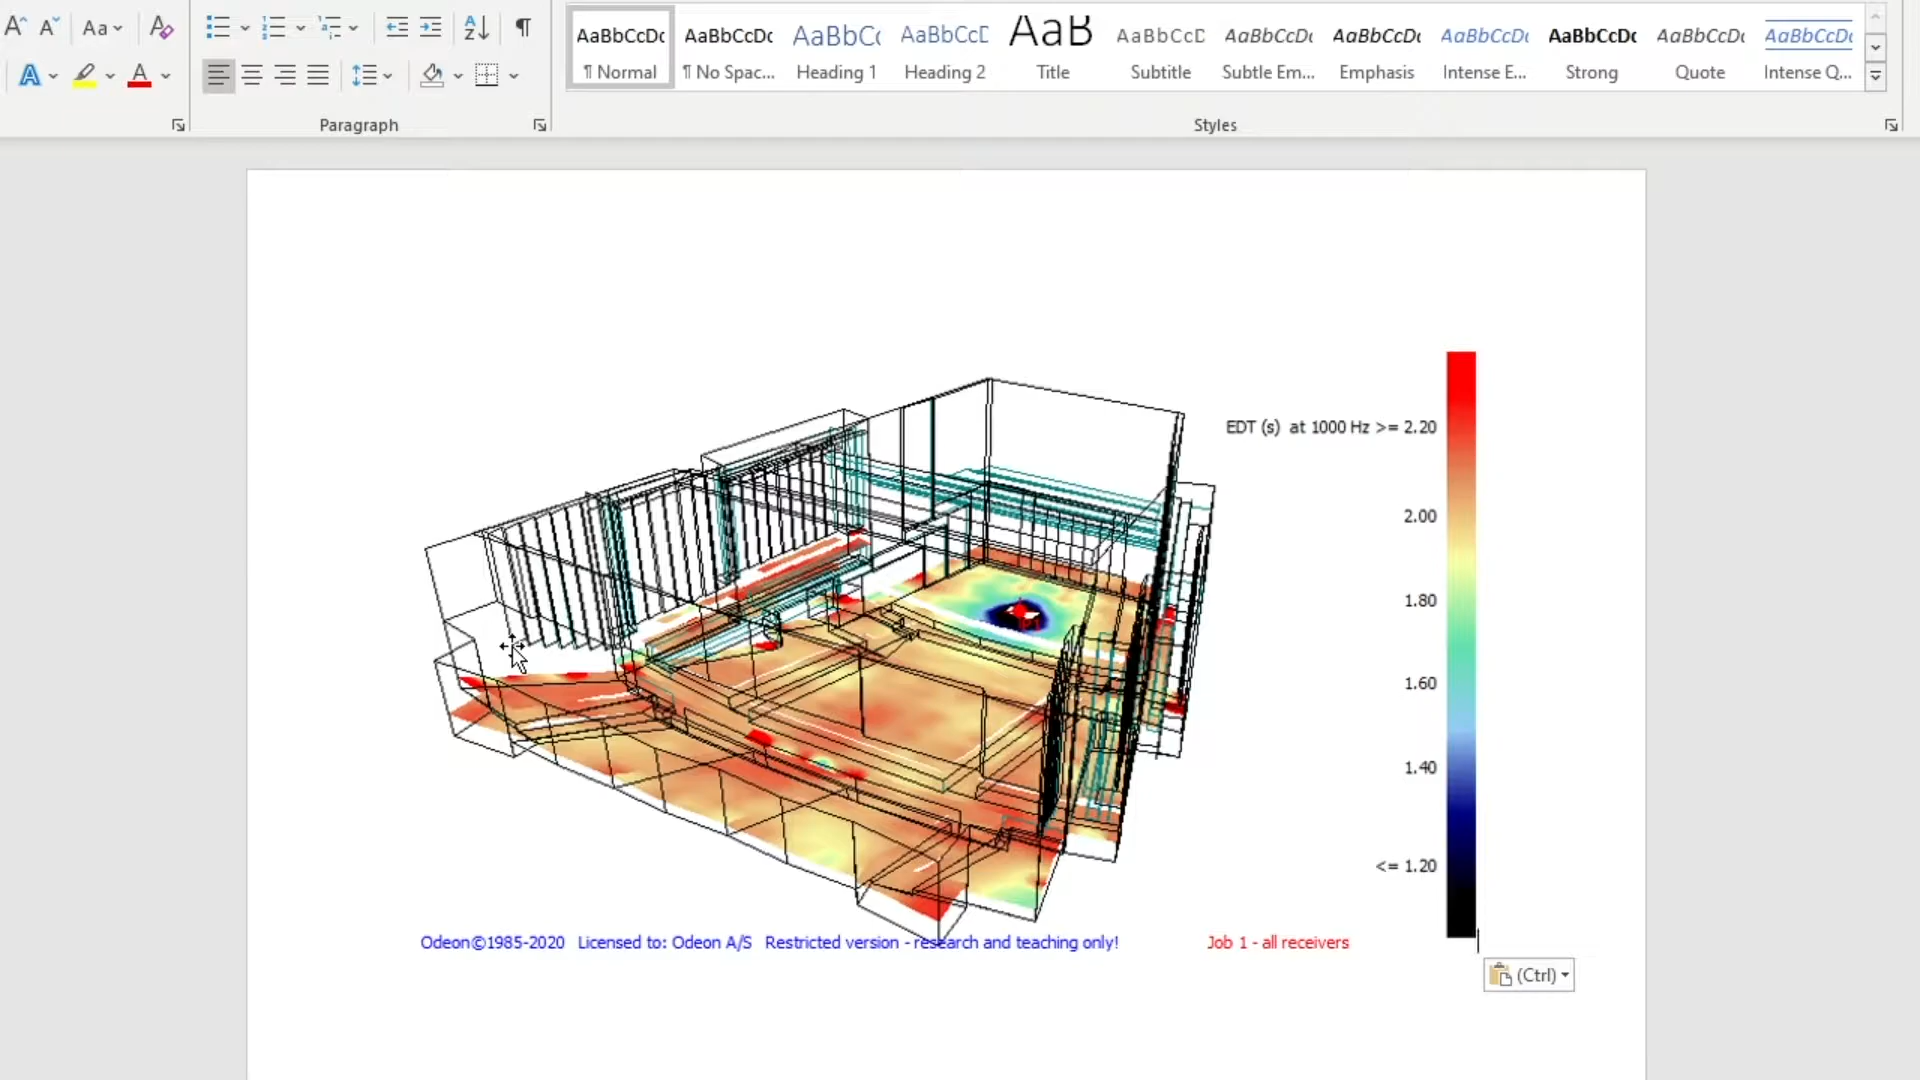 Aa
A
A
AaBbCcDc AaBbCcDc AaBbC AaBbCcD AaB AaBbCcD AaBbCcDc AaBbCcDc AaBbCcDc AaBbCcDc AaBbCcDc AaBbCcDc
¶ Normal ¶ No Spac... Heading 1 Heading 2 Title Subtitle Subtle Em... Emphasis Intense E... Strong Quote Intense Q...
Paragraph
Styles
EDT (s) at 1000 Hz >= 2.20
2.00
1.80
1.60
1.40
<= 1.20
Odeon©1985-2020 Licensed to: Odeon A/S Restricted version - research and teaching only!
Job 1 - all receivers
(Ctrl)